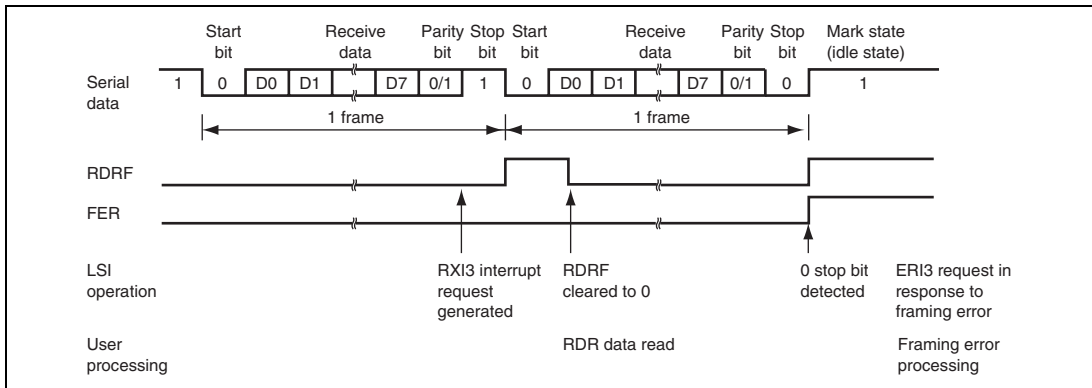 Start bit Receive data Parity bit Stop bit Start bit Receive data Parity bit Stop bit Mark state (idle state)
Serial data 1 0 D0 D1 D7 0/1 1 0 D0 D1 D7 0/1 0 1
1 frame 1 frame
RDRF
FER
LSI operation RXI3 interrupt request generated RDRF cleared to 0 0 stop bit detected ERI3 request in response to framing error
User processing RDR data read Framing error processing